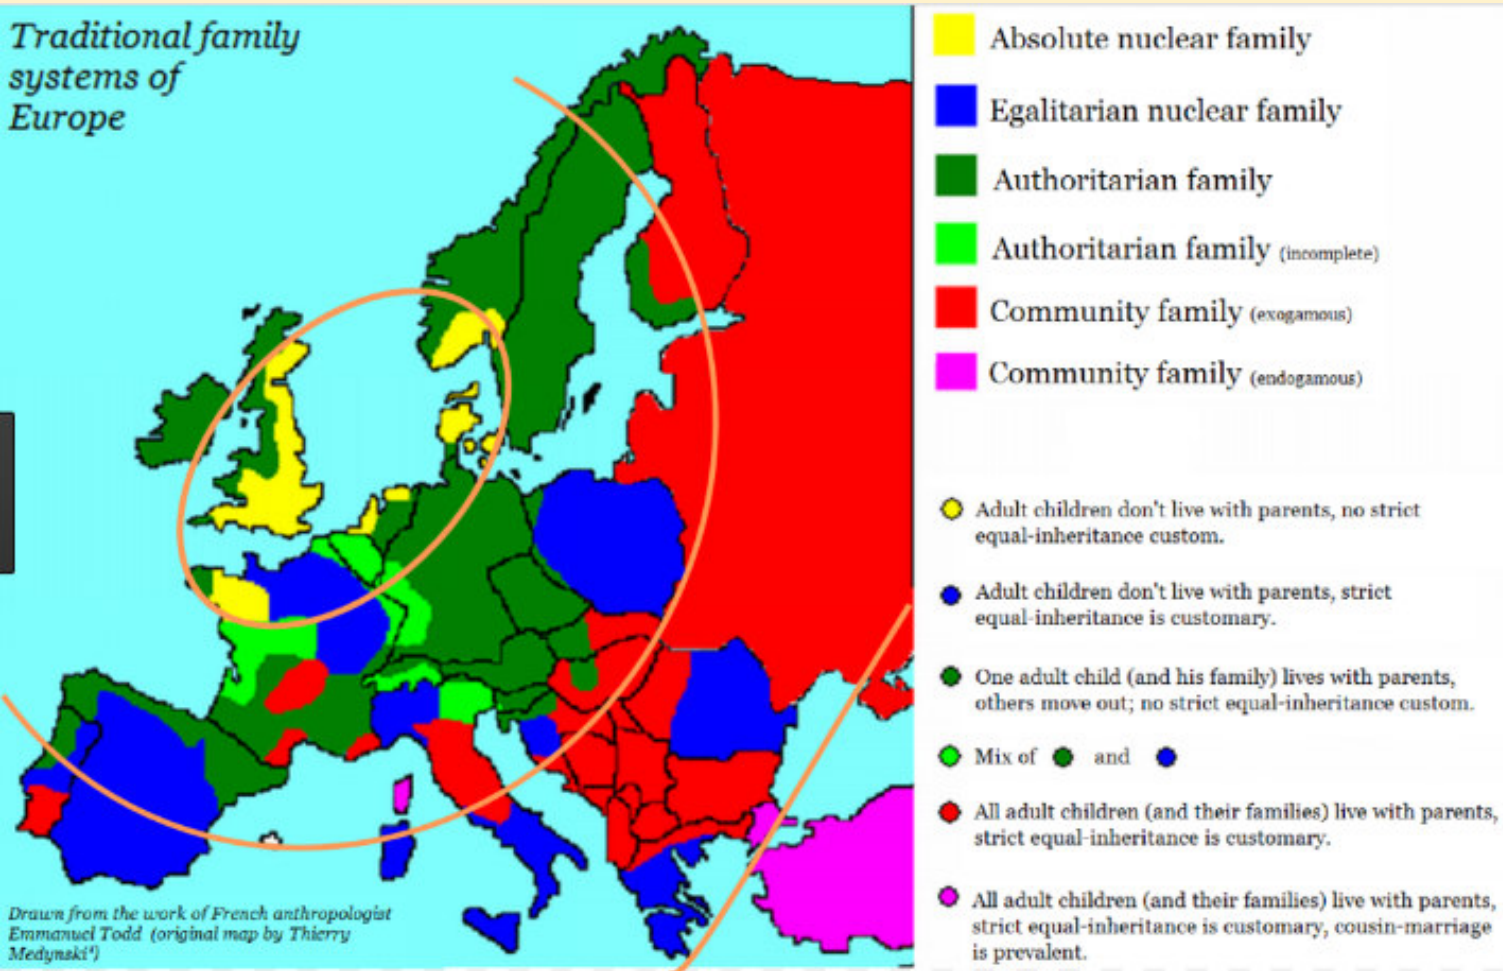 Traditional family
systems of
Europe
Absolute nuclear family
Egalitarian nuclear family
Authoritarian family
Authoritarian family (incomplete)
Community family (exogamous)
Community family (endogamous)
Adult children don't live with parents, no strict
equal-inheritance custom.
Adult children don't live with parents, strict
equal-inheritance is customary.
One adult child (and his family) lives with parents,
others move out; no strict equal-inheritance custom.
Mix of and
All adult children (and their families) live with parents,
strict equal-inheritance is customary.
All adult children (and their families) live with parents,
strict equal-inheritance is customary, cousin-marriage
is prevalent.
Drawn from the work of French anthropologist
Emmanuel Todd (original map by Thierry
Medynski¹)